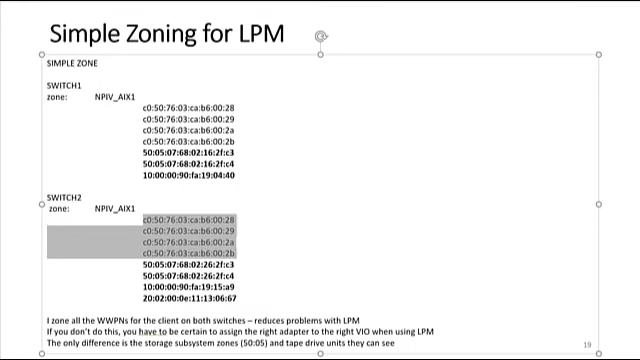 Simple Zoning for LPM
SIMPLE ZONE
SWITCH1
zone: NPIV_AIX1
c0:50:76:03:ca:b6:00:28
c0:50:76:03:ca:b6:00:29
c0:50:76:03:ca:b6:00:2a
c0:50:76:03:ca:b6:00:2b
50:05:07:68:02:16:2f:c3
50:05:07:68:02:16:2f:c4
10:00:00:90:fa:19:04:40
SWITCH2
zone: NPIV_AIX1
c0:50:76:03:ca:b6:00:28
c0:50:76:03:ca:b6:00:29
c0:50:76:03:ca:b6:00:2a
c0:50:76:03:ca:b6:00:2b
50:05:07:68:02:26:2f:c3
50:05:07:68:02:26:2f:c4
10:00:00:90:fa:19:15:a9
20:02:00:0e:11:13:06:67
I zone all the WWPNs for the client on both switches – reduces problems with LPM
If you don't do this, you have to be certain to assign the right adapter to the right VIO when using LPM
The only difference is the storage subsystem zones (50:05) and tape drive units they can see
19